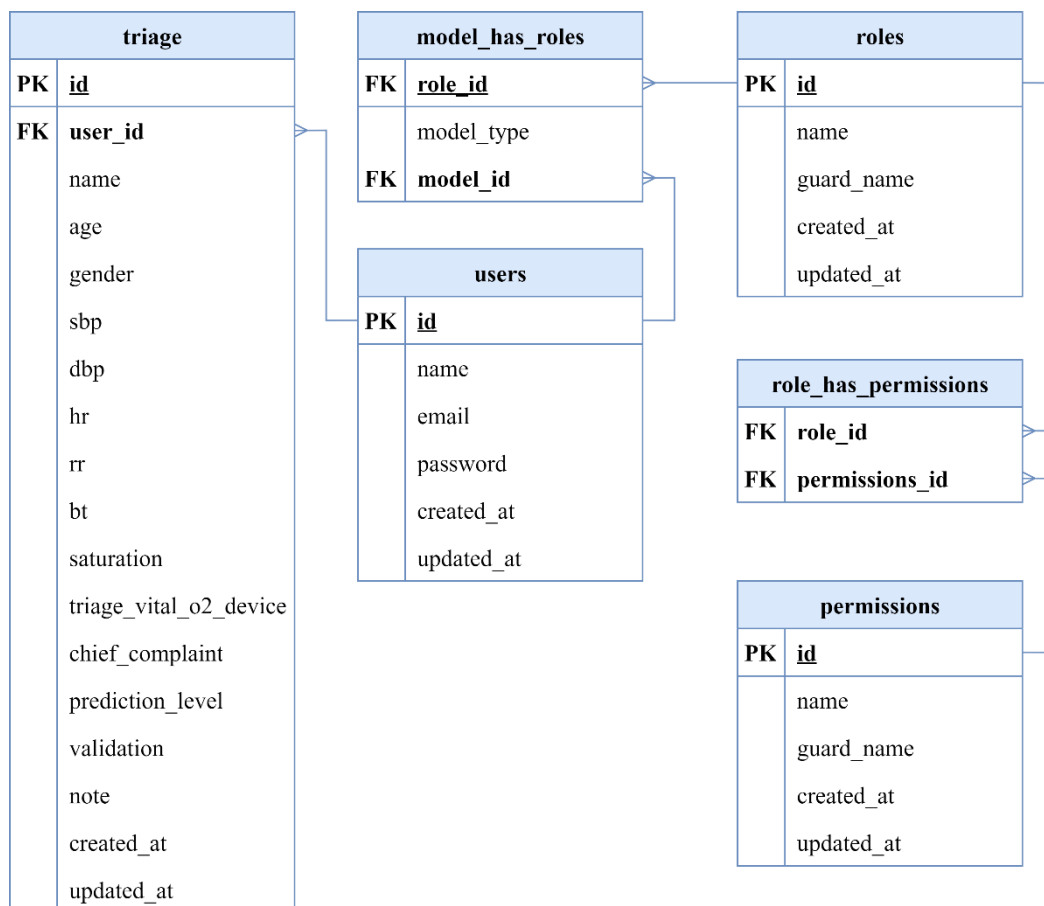 triage
PK id
FK user_id
name
age
gender
sbp
dbp
hr
rr
bt
saturation
triage_vital_o2_device
chief_complaint
prediction_level
validation
note
created_at
updated_at
model_has_roles
FK role_id
model_type
FK model_id
users
PK id
name
email
password
created_at
updated_at
roles
PK id
name
guard_name
created_at
updated_at
role_has_permissions
FK role_id
FK permissions_id
permissions
PK id
name
guard_name
created_at
updated_at